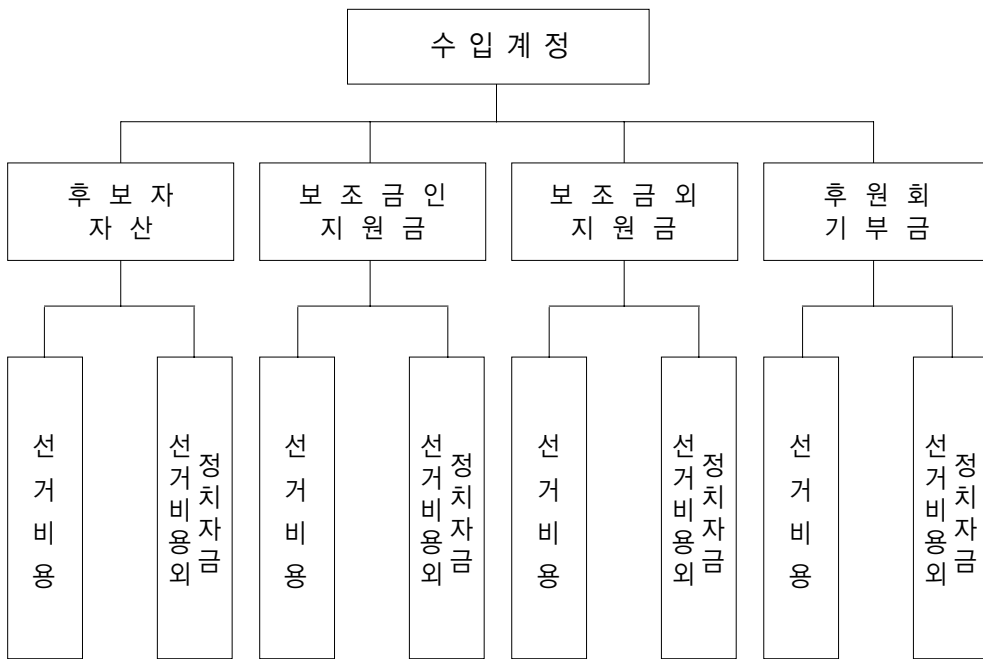 수 입 계 정
후 보 자
자 산
보 조 금 인
지 원 금
보 조 금 외
지 원 금
후 원 회
기 부 금
선거비용
선거비용외
정치자금
선거비용
선거비용외
정치자금
선거비용
선거비용외
정치자금
선거비용
선거비용외
정치자금